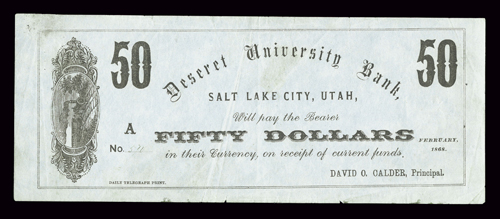 50 50
Deseret University Bank,
SALT LAKE CITY, UTAH,
Will pay the Bearer
A FIFTY DOLLARS FEBRUARY,
1868.
No. in their Currency, on receipt of current funds.
DAVID O. CALDER, Principal.
DAILY TELEGRAPH PRINT.